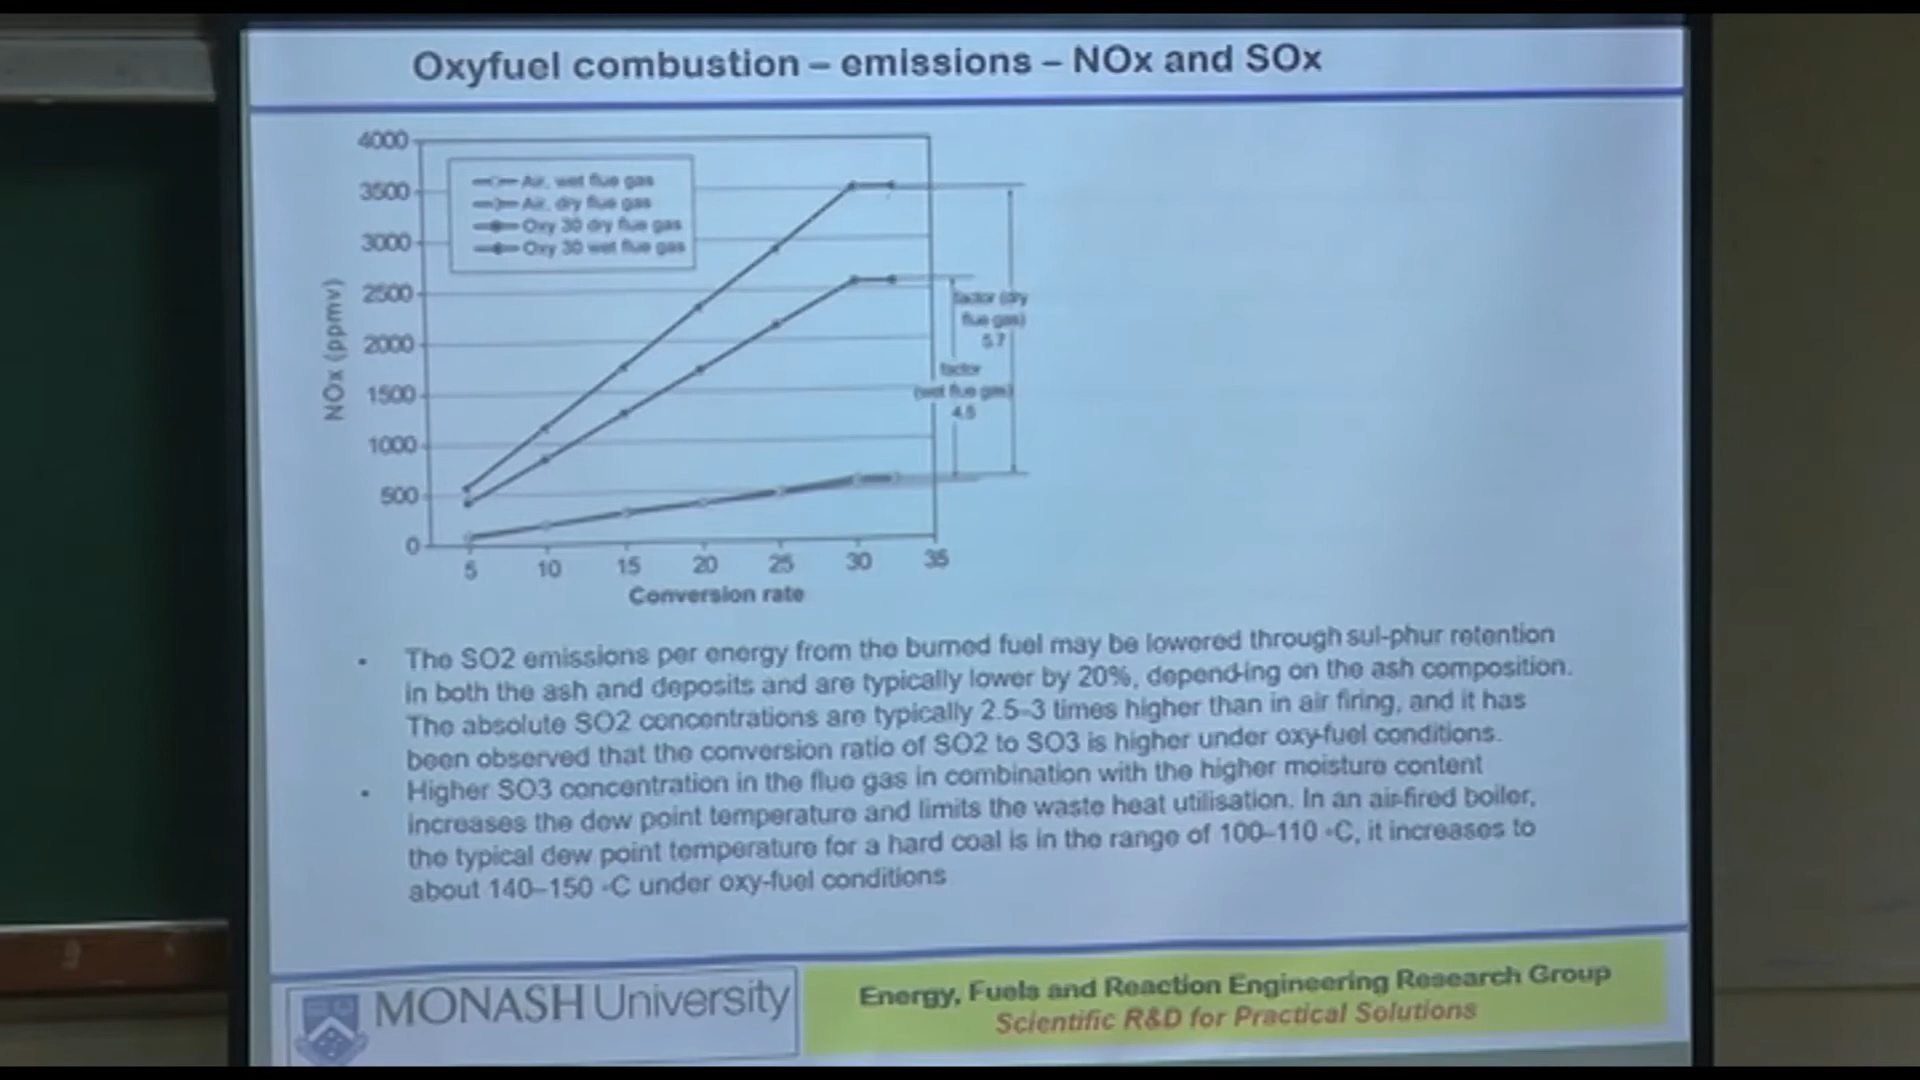 Oxyfuel combustion – emissions – NOx and SOx
4000
3500
3000
2500
2000
1500
1000
500
0
NOx (ppmv)
Air, wet flue gas
Air, dry flue gas
Oxy 30 dry flue gas
Oxy 30 wet flue gas
factor (dry
flue gas)
5.7
factor
(wet flue gas)
4.5
5 10 15 20 25 30 35
Conversion rate
• The SO2 emissions per energy from the burned fuel may be lowered through sul-phur retention
in both the ash and deposits and are typically lower by 20%, depend-ing on the ash composition.
The absolute SO2 concentrations are typically 2.5-3 times higher than in air firing, and it has
been observed that the conversion ratio of SO2 to SO3 is higher under oxy-fuel conditions.
• Higher SO3 concentration in the flue gas in combination with the higher moisture content
increases the dew point temperature and limits the waste heat utilisation. In an air-fired boiler,
the typical dew point temperature for a hard coal is in the range of 100–110 ◦C, it increases to
about 140–150 ◦C under oxy-fuel conditions
MONASH University
Energy, Fuels and Reaction Engineering Research Group
Scientific R&D for Practical Solutions